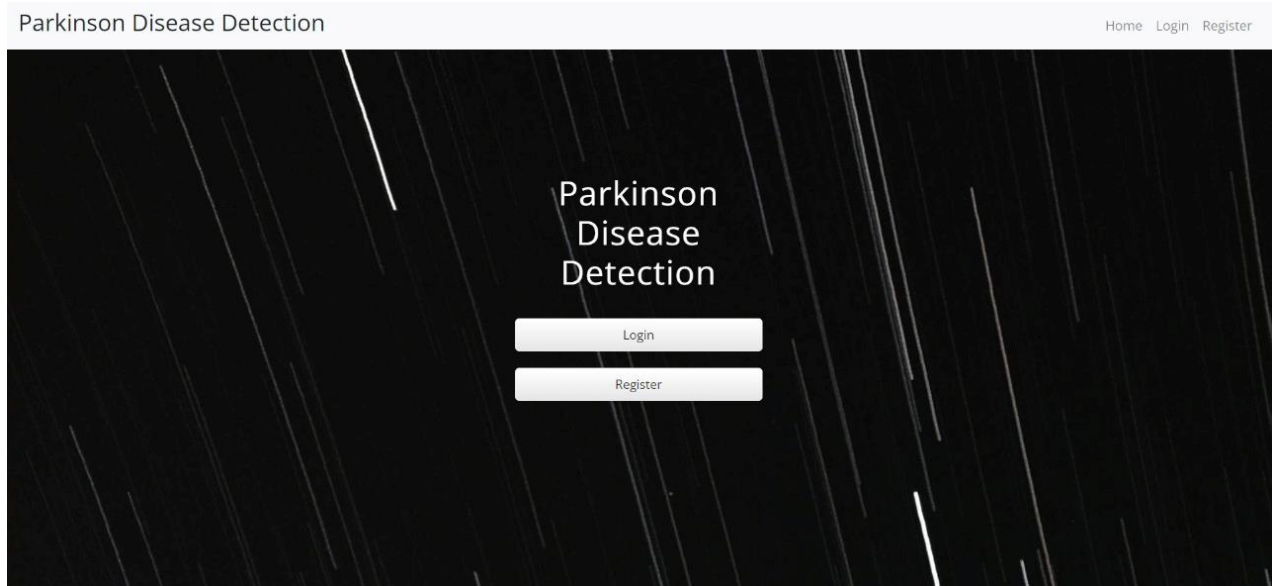 Parkinson Disease Detection
Home Login Register
Parkinson
Disease
Detection
Login
Register